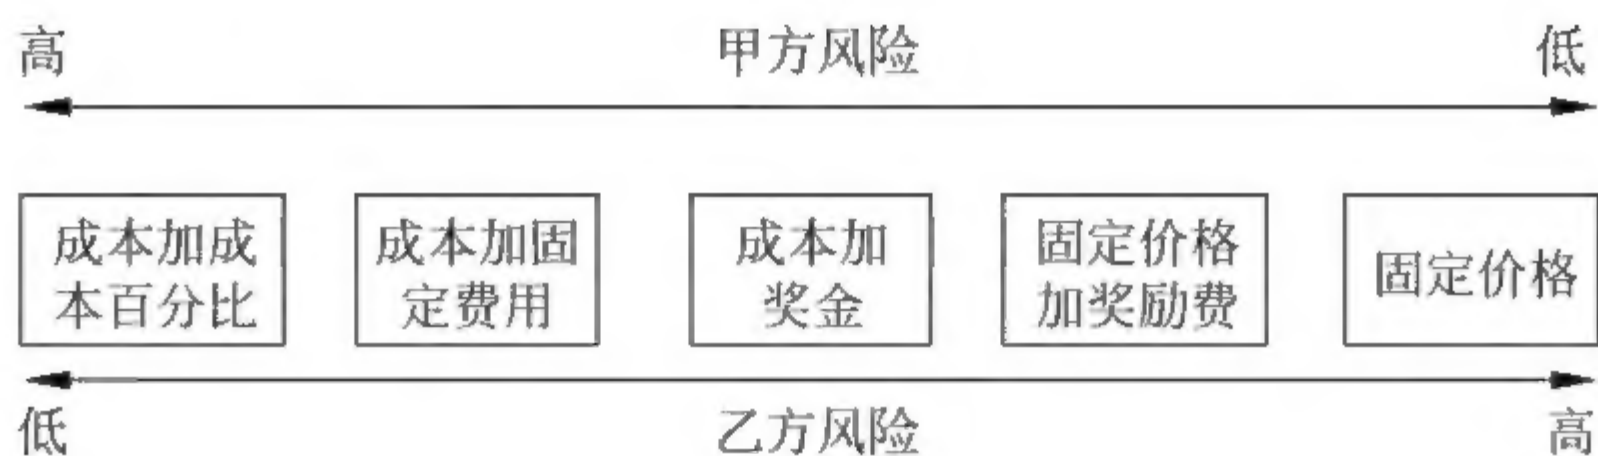 高 甲方风险 低
成本加成
本百分比
成本加固
定费用
成本加
奖金
固定价格
加奖励费
固定价格
低 乙方风险 高